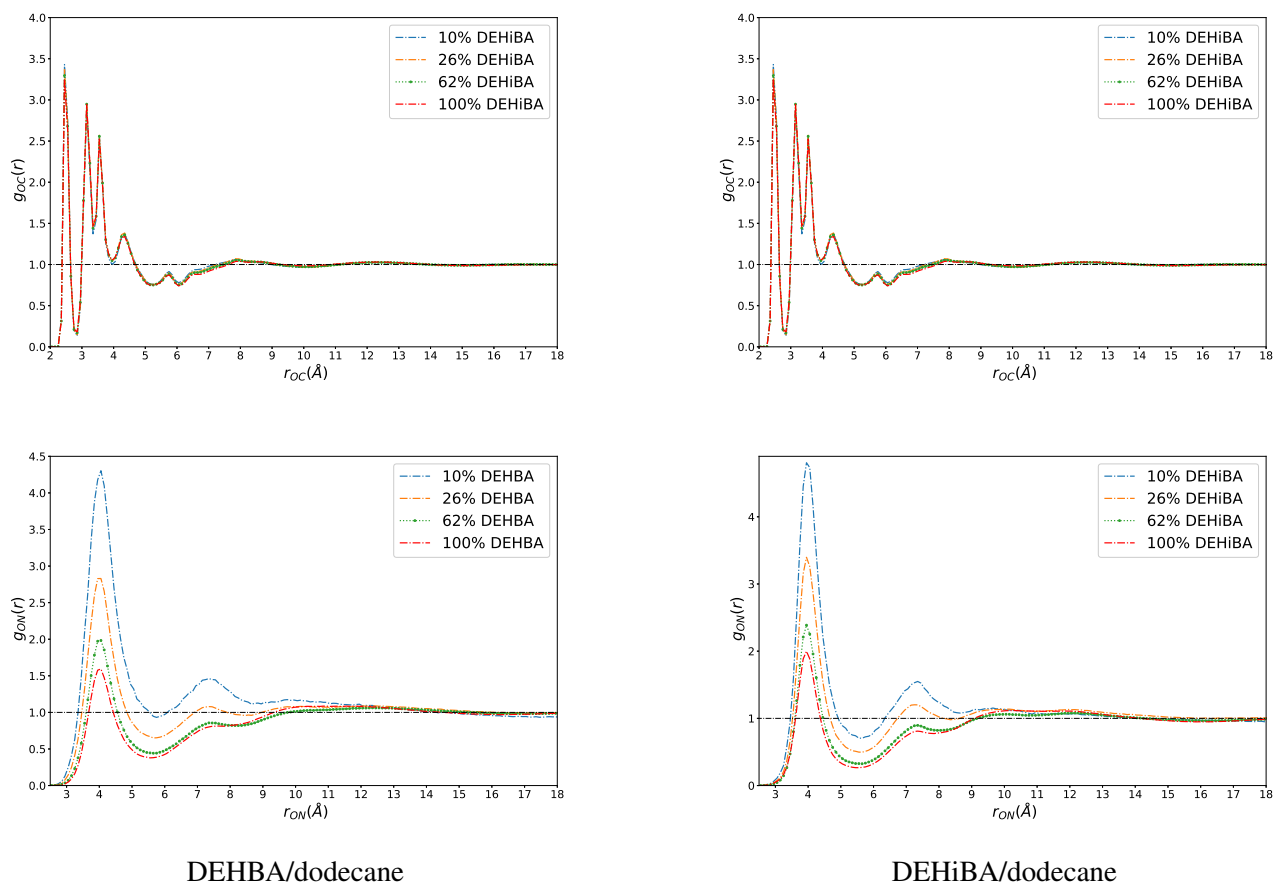 4.0
3.5
3.0
2.5
2.0
1.5
1.0
0.5
0.0
g_OC(r)
10% DEHiBA
26% DEHiBA
62% DEHiBA
100% DEHiBA
2 3 4 5 6 7 8 9 10 11 12 13 14 15 16 17 18
r_OC(Å)
4.0
3.5
3.0
2.5
2.0
1.5
1.0
0.5
0.0
g_OC(r)
10% DEHiBA
26% DEHiBA
62% DEHiBA
100% DEHiBA
2 3 4 5 6 7 8 9 10 11 12 13 14 15 16 17 18
r_OC(Å)
4.5
4.0
3.5
3.0
2.5
2.0
1.5
1.0
0.5
0.0
g_ON(r)
10% DEHBA
26% DEHBA
62% DEHBA
100% DEHBA
3 4 5 6 7 8 9 10 11 12 13 14 15 16 17 18
r_ON(Å)
4
3
2
1
0
g_ON(r)
10% DEHiBA
26% DEHiBA
62% DEHiBA
100% DEHiBA
3 4 5 6 7 8 9 10 11 12 13 14 15 16 17 18
r_ON(Å)
DEHBA/dodecane
DEHiBA/dodecane